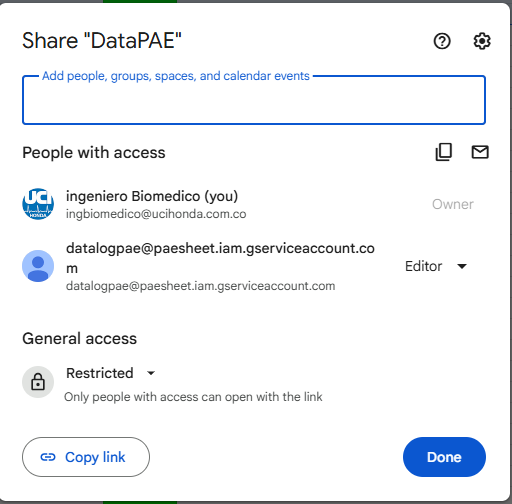 Share "DataPAE"
Add people, groups, spaces, and calendar events
People with access
UCI
HONDA
ingeniero Biomedico (you)
ingbiomedico@ucihonda.com.co
Owner
datalogpae@paesheet.iam.gserviceaccount.co
m
datalogpae@paesheet.iam.gserviceaccount.com
Editor
General access
Restricted
Only people with access can open with the link
Copy link
Done